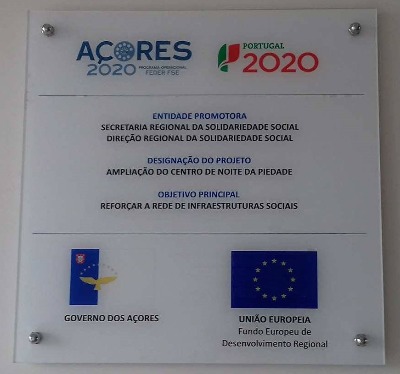 AÇORES
2020
PROGRAMA OPERACIONAL
FEDER FSE
PORTUGAL
2020
ENTIDADE PROMOTORA
SECRETARIA REGIONAL DA SOLIDARIEDADE SOCIAL
DIREÇÃO REGIONAL DA SOLIDARIEDADE SOCIAL
DESIGNAÇÃO DO PROJETO
AMPLIAÇÃO DO CENTRO DE NOITE DA PIEDADE
OBJETIVO PRINCIPAL
REFORÇAR A REDE DE INFRAESTRUTURAS SOCIAIS
GOVERNO DOS AÇORES
UNIÃO EUROPEIA
Fundo Europeu de
Desenvolvimento Regional